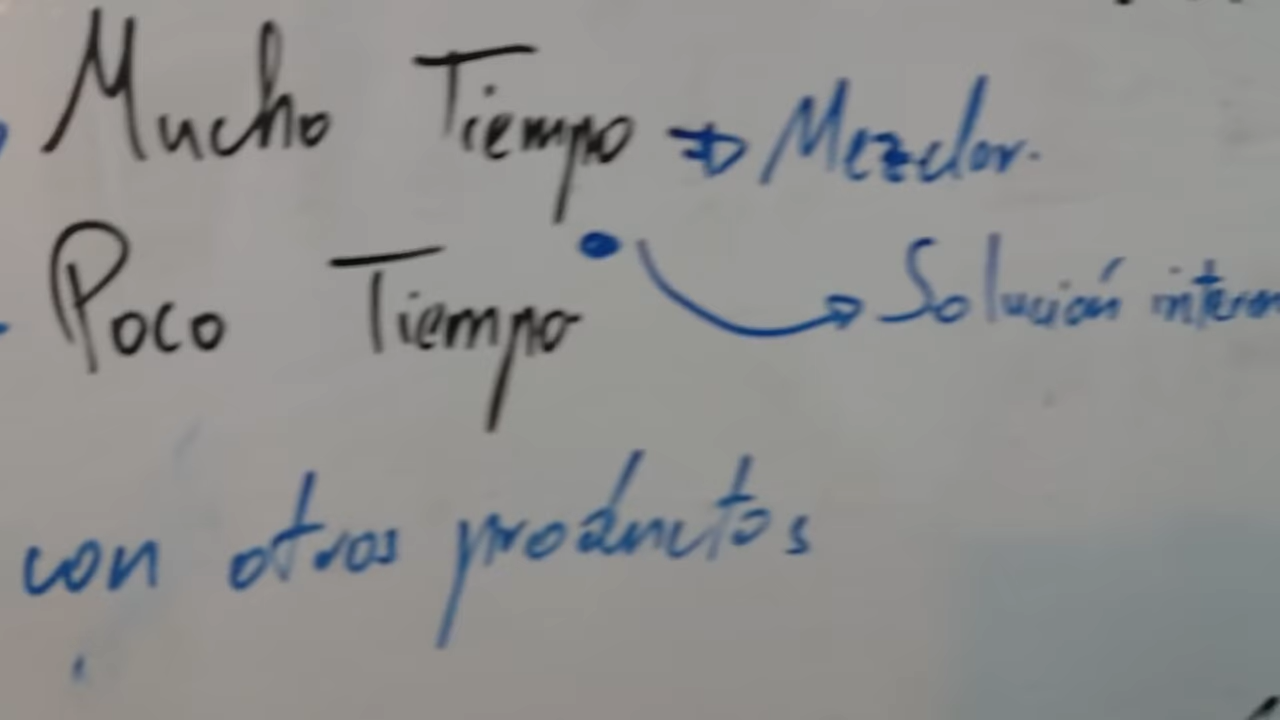 Mucho Tiempo ⇒ Mezclar.
Poco Tiempo • → Solución
con otros productos